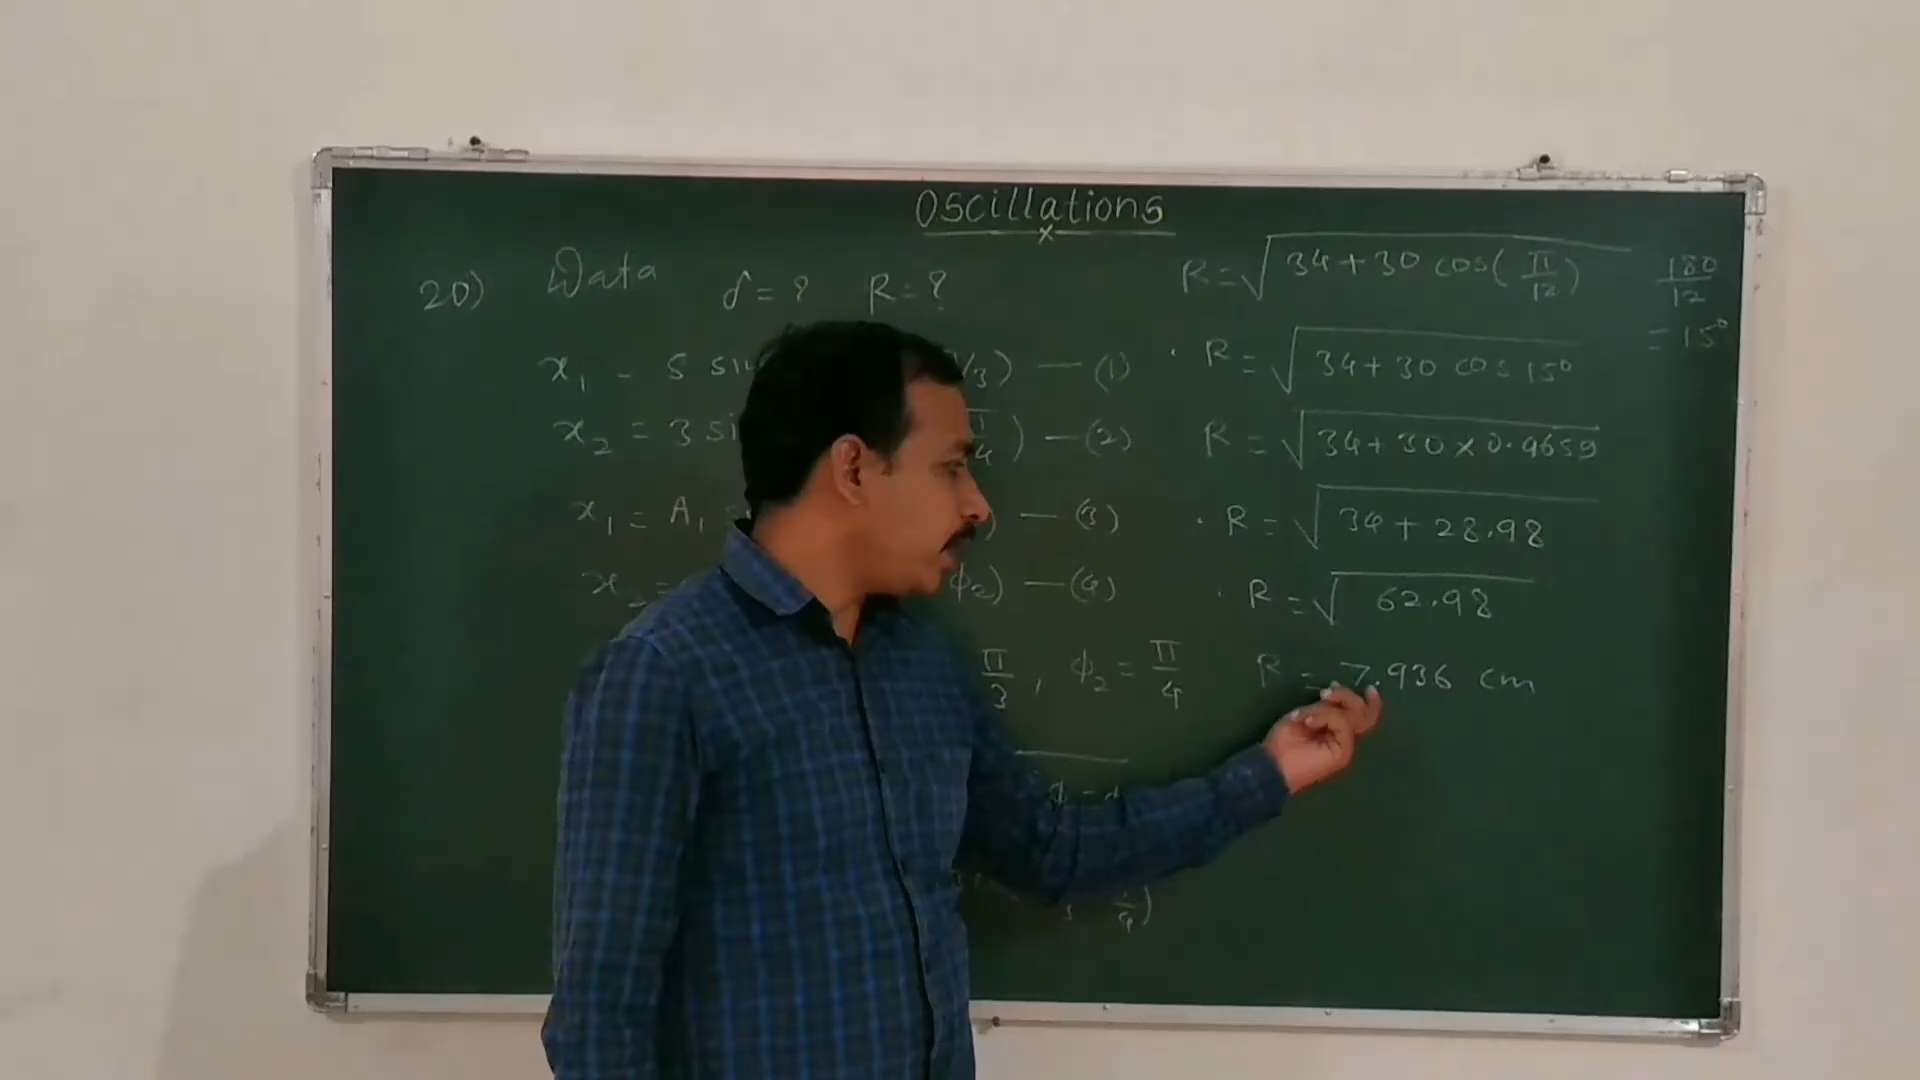 Oscillations
20) Data δ = ? R = ?
x₁ = 5 si /3) — (1)
x₂ = 3 si π/4) — (2)
x₁ = A₁ ) — (3)
x₂ = φ₂) — (4)
π/3, φ₂ = π/4
/4)
R = √(34 + 30 cos(π/12)) 180/12
= 15°
R = √(34 + 30 cos 15°)
R = √(34 + 30 × 0.9659)
R = √(34 + 28.98)
R = √(62.98)
R = 7.936 cm